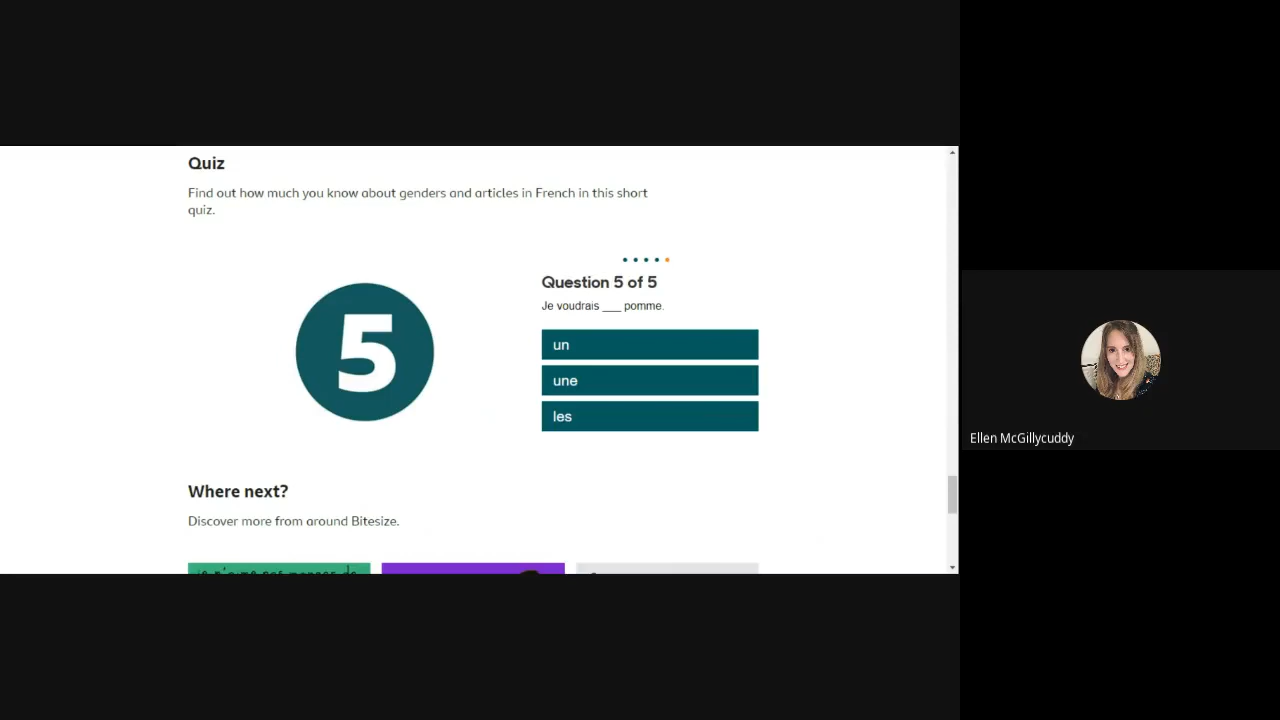 Quiz
Find out how much you know about genders and articles in French in this short
quiz.
5
Question 5 of 5
Je voudrais ___ pomme.
un
une
les
Where next?
Discover more from around Bitesize.
Ellen McGillycuddy